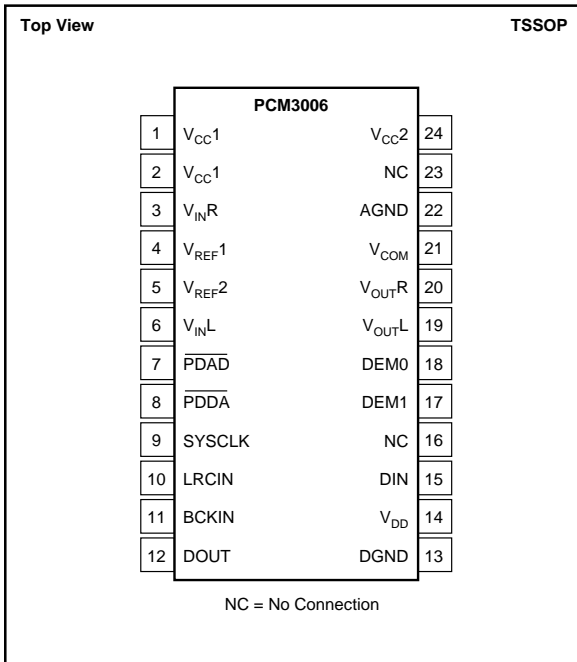 Top View TSSOP
PCM3006
1 VCC1 VCC2 24
2 VCC1 NC 23
3 VINR AGND 22
4 VREF1 VCOM 21
5 VREF2 VOUTR 20
6 VINL VOUTL 19
7 PDAD DEM0 18
8 PDDA DEM1 17
9 SYSCLK NC 16
10 LRCIN DIN 15
11 BCKIN VDD 14
12 DOUT DGND 13
NC = No Connection